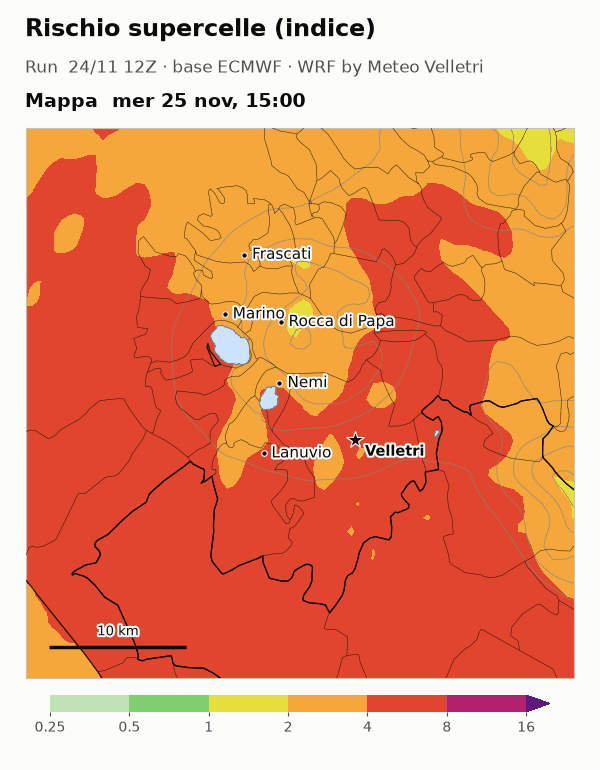 Rischio supercelle (indice)
Run  24/11 12Z · base ECMWF · WRF by Meteo Velletri
Mappa  mer 25 nov, 15:00
Frascati
Marino
Rocca di Papa
Nemi
Velletri
Lanuvio
10 km
0.25 0.5 1 2 4 8 16